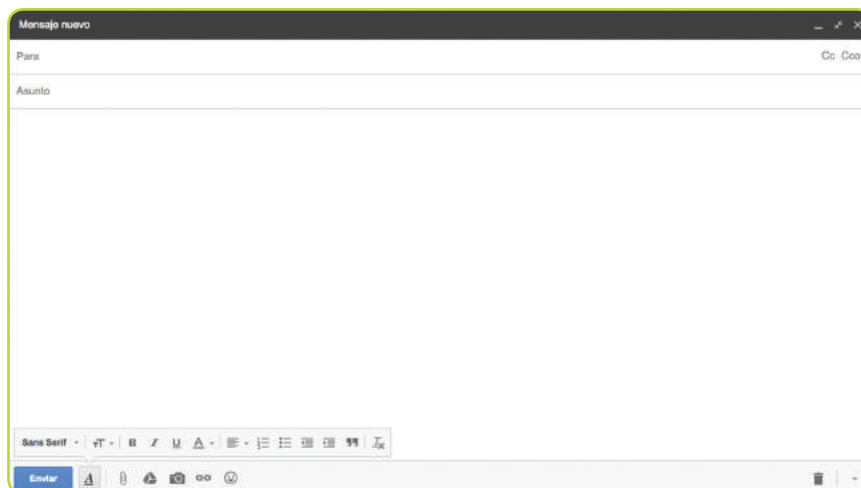 Mensaje nuevo
Para Cc Cco
Asunto
Sans Serif
Enviar